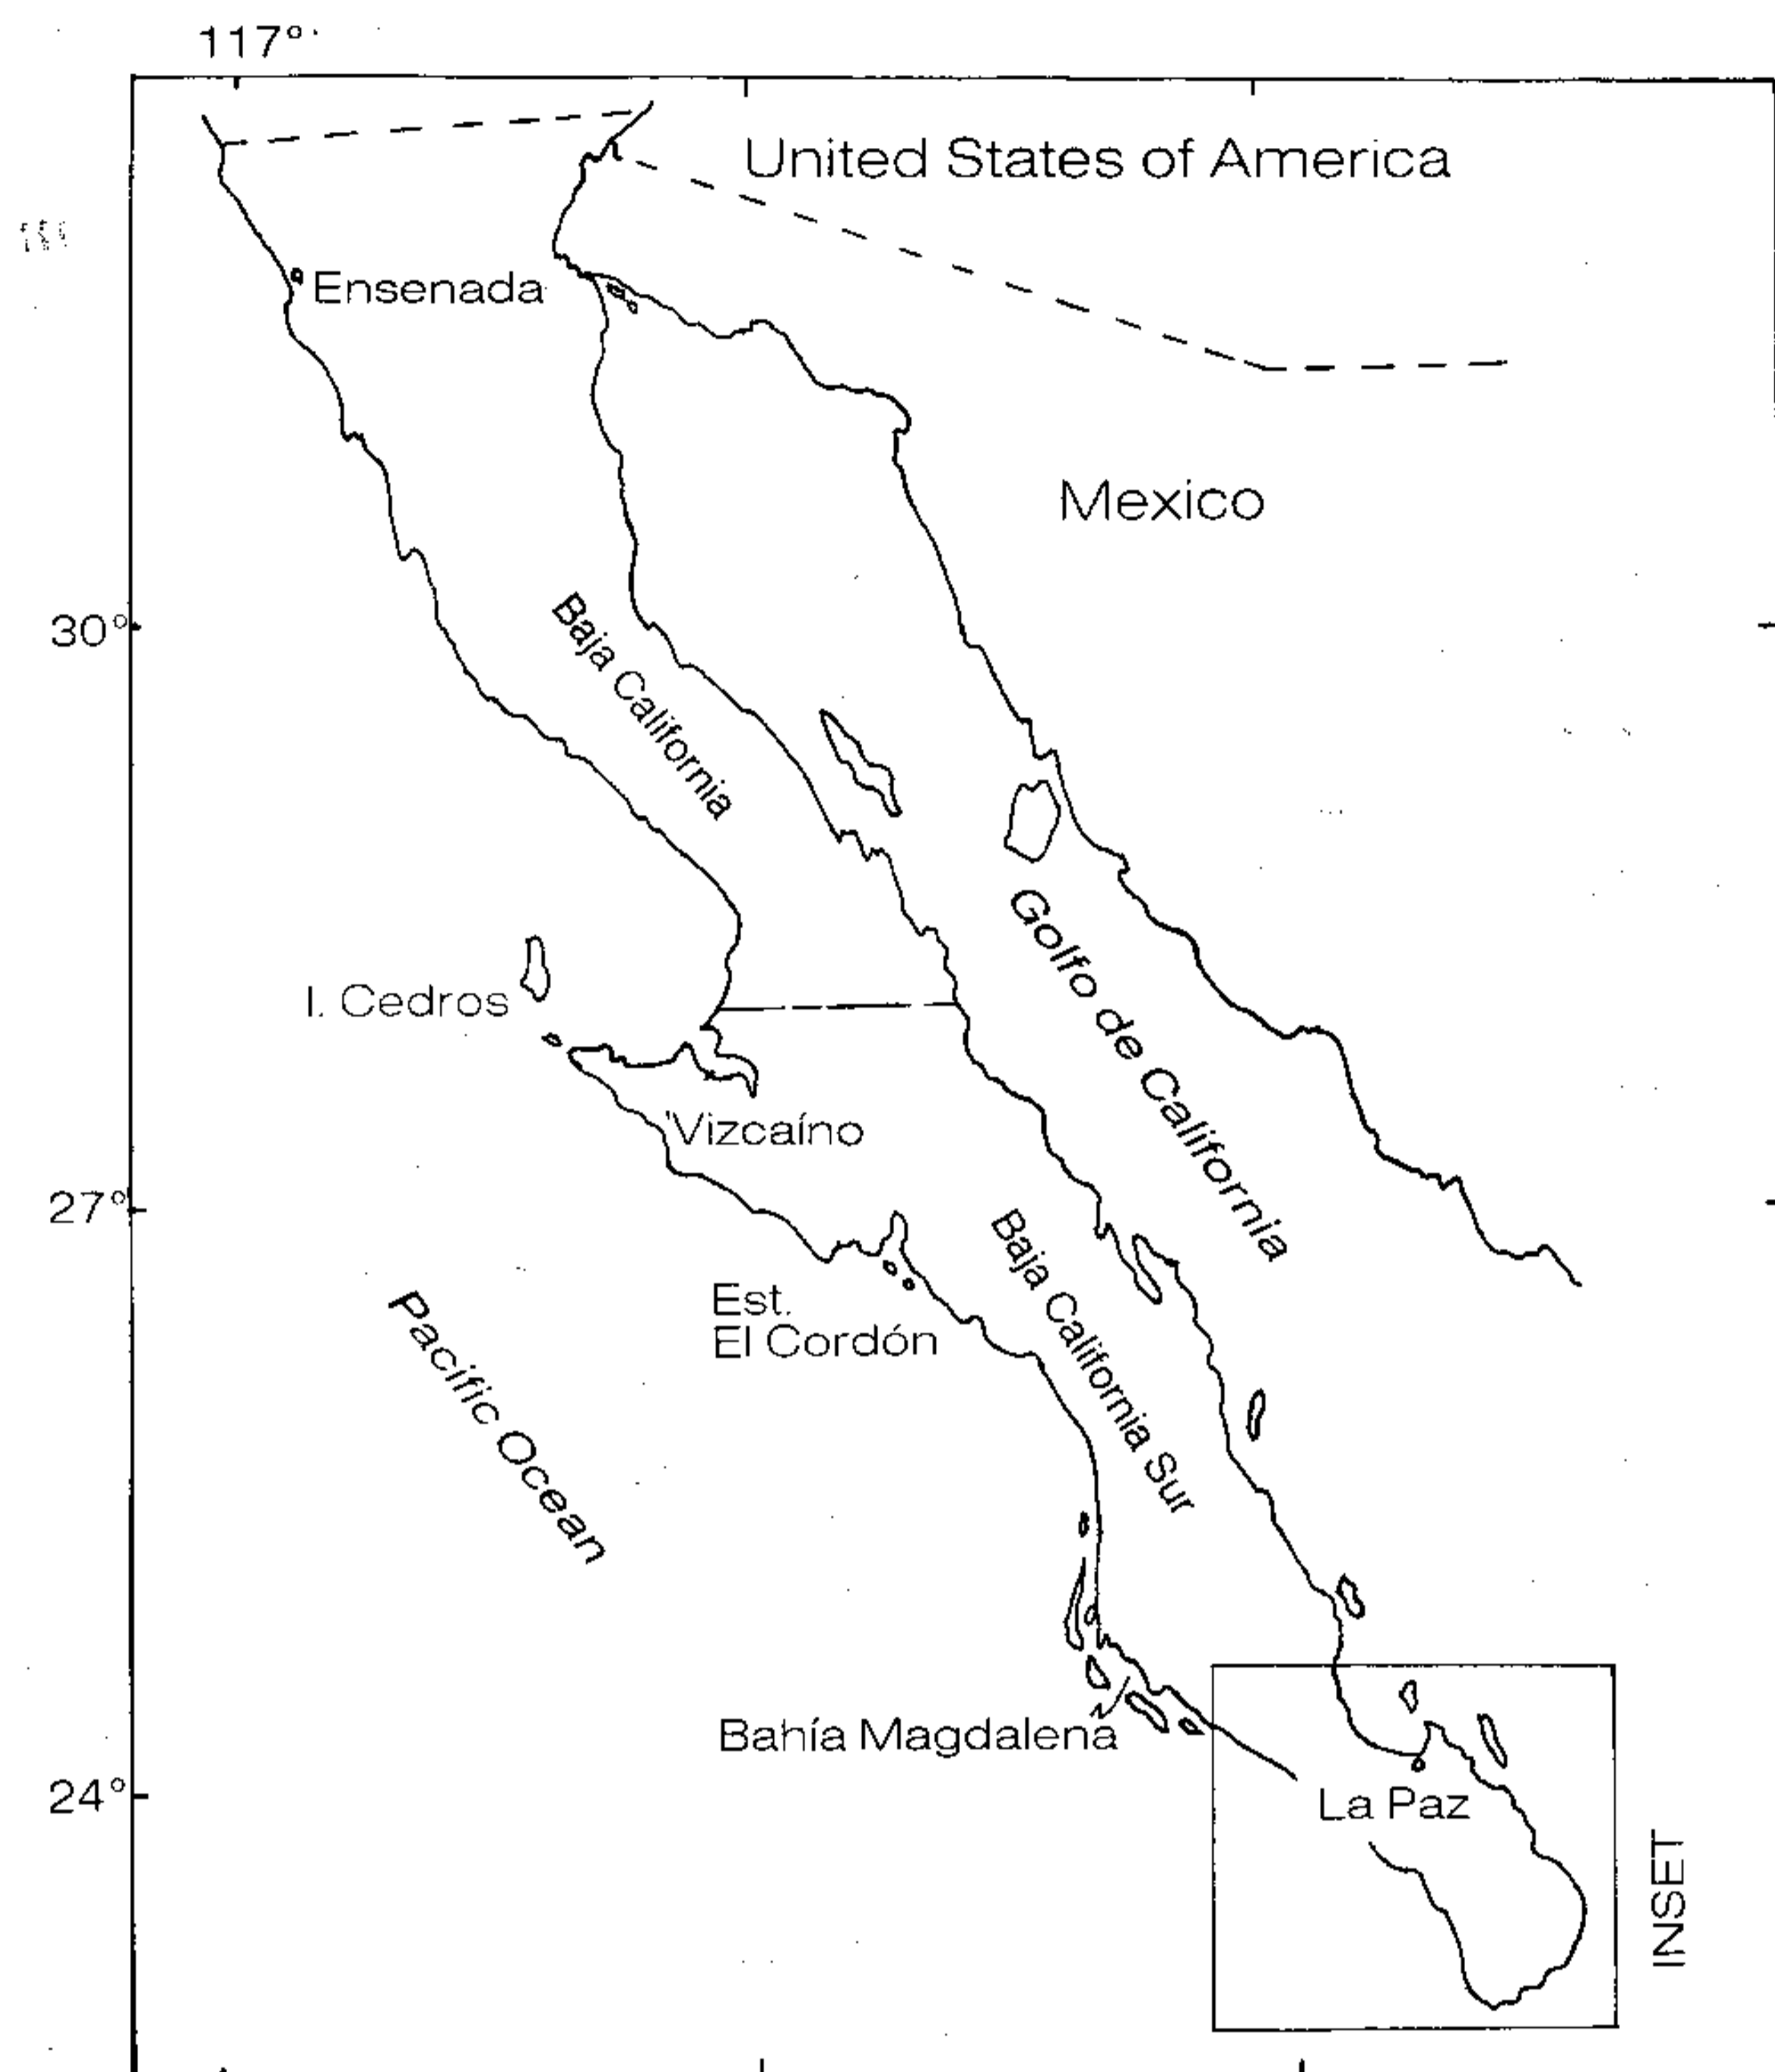 117°
United States of America
Ensenada
Mexico
30°
Baja California
Golfo de California
I. Cedros
Vizcaíno
27°
Baja California Sur
Est.
El Cordón
Pacific Ocean
Bahía Magdalena
24°
La Paz
INSET